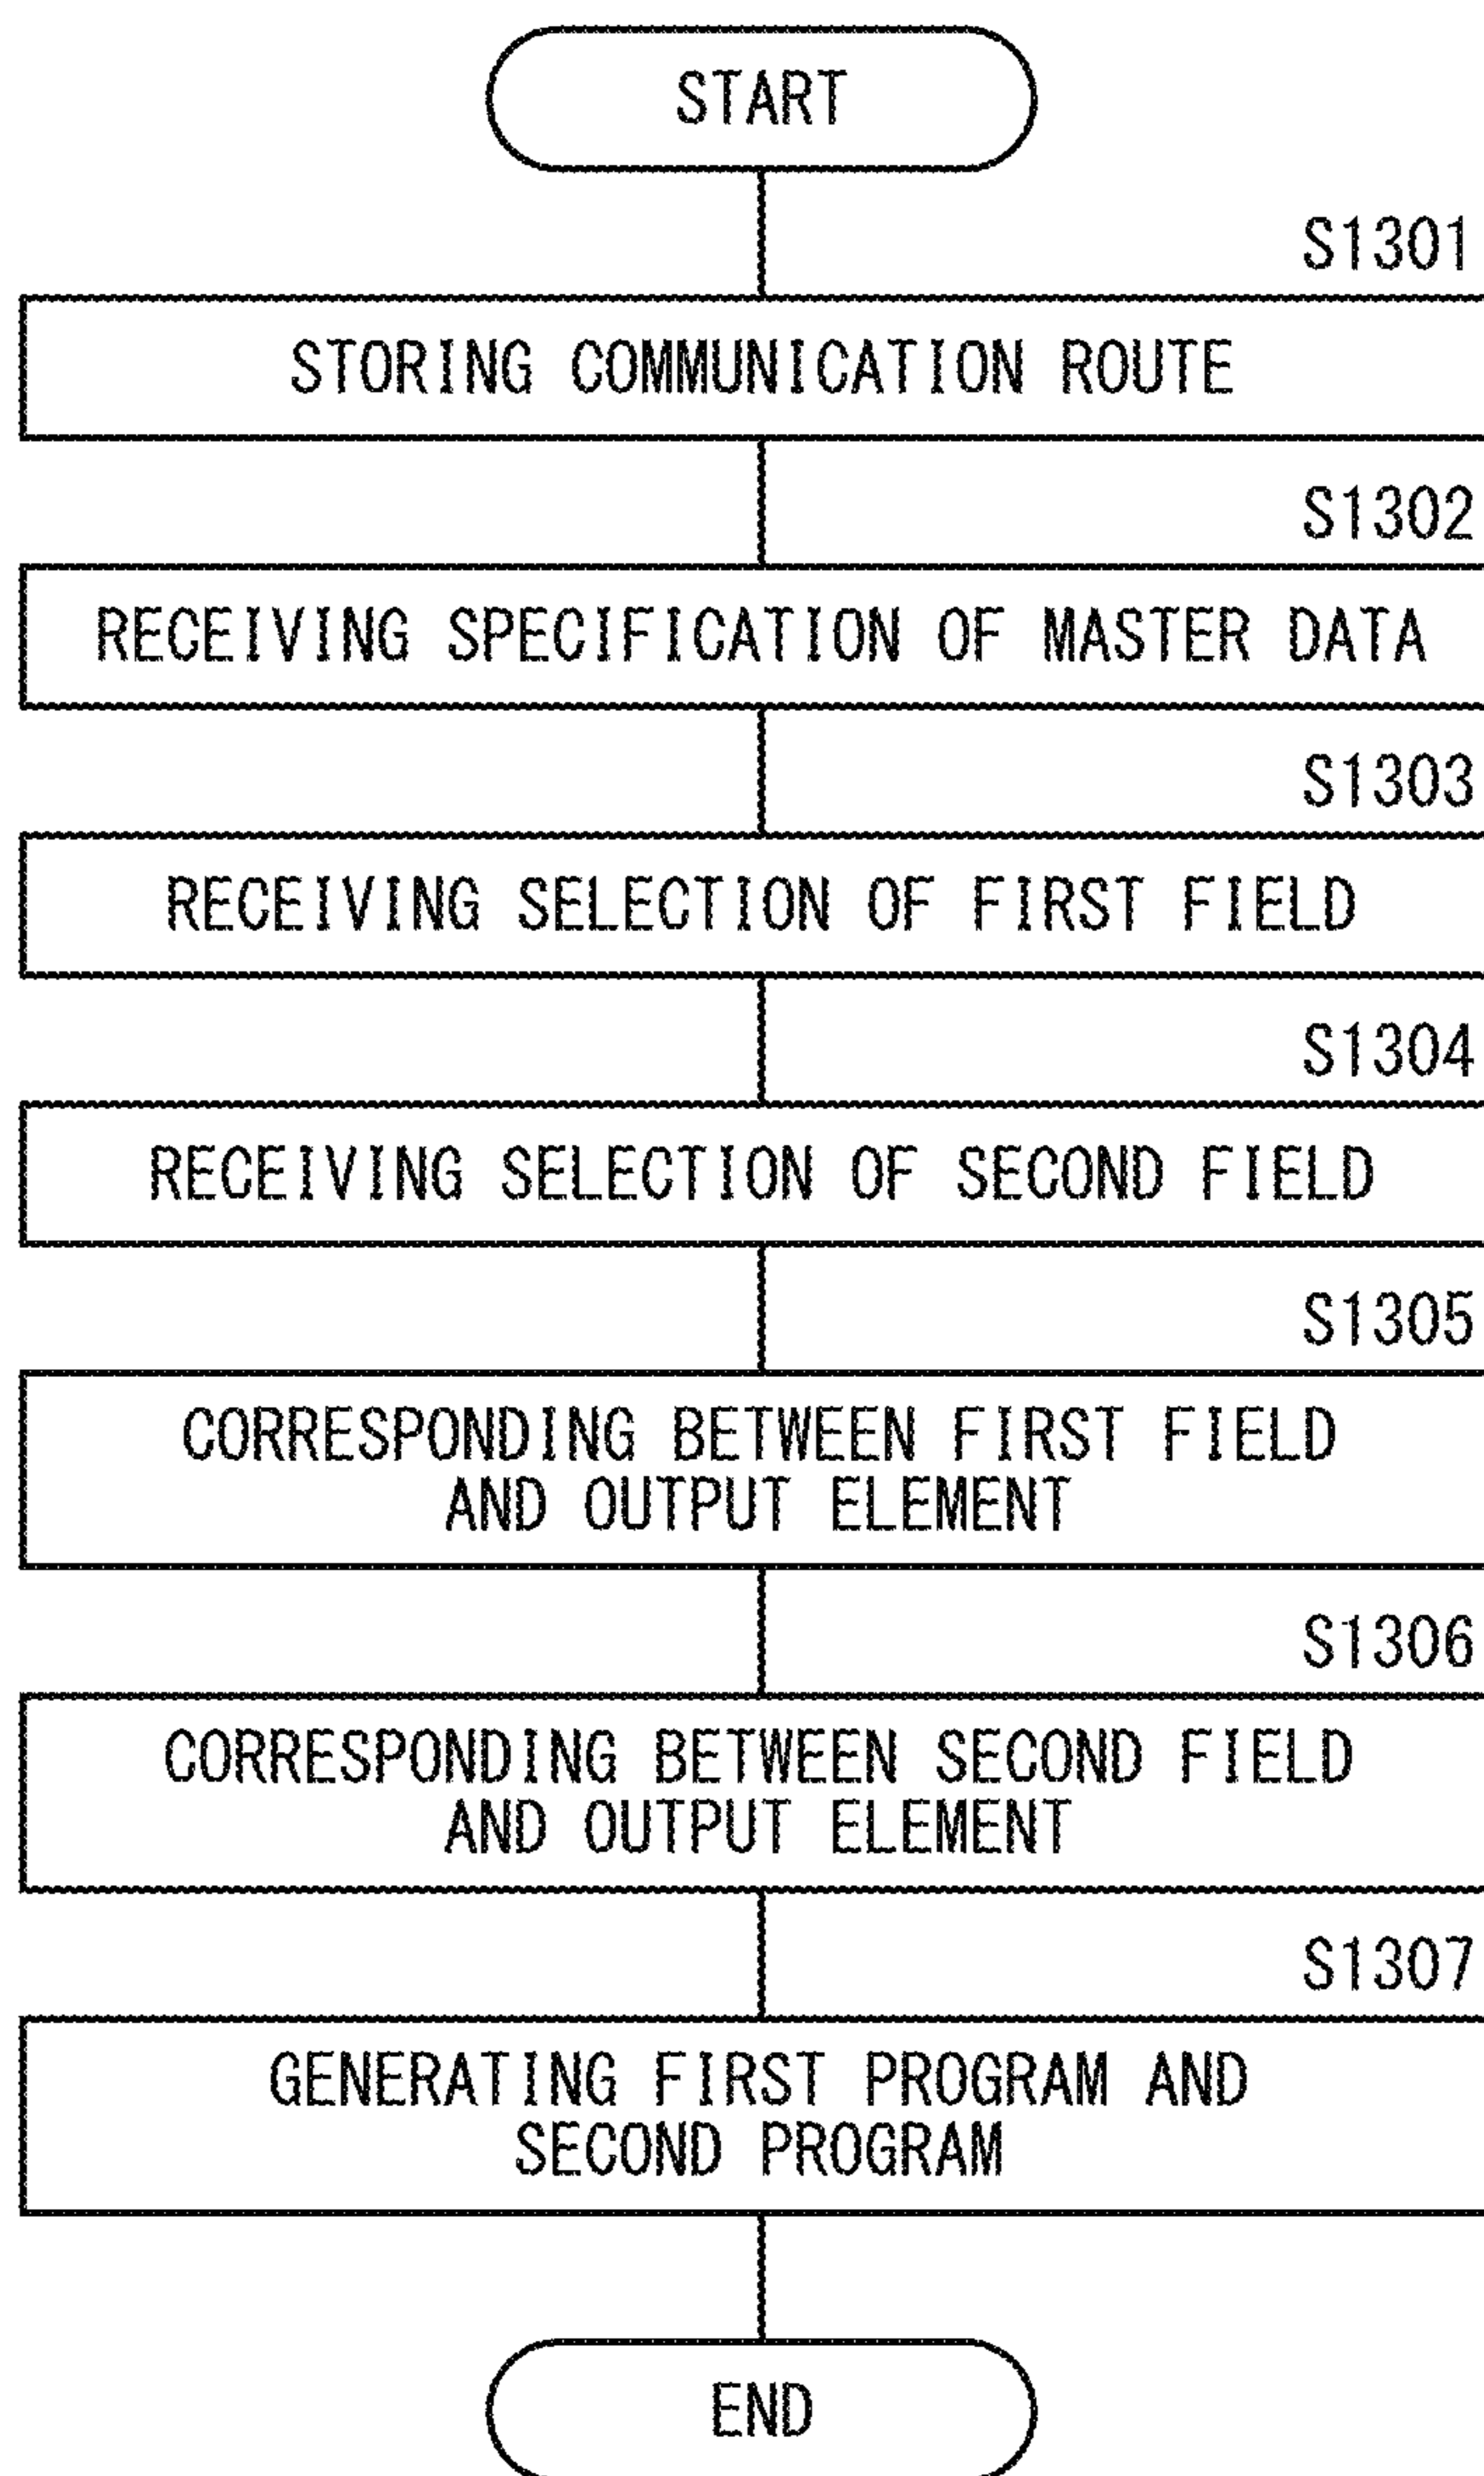 START
S1301
STORING COMMUNICATION ROUTE
S1302
RECEIVING SPECIFICATION OF MASTER DATA
S1303
RECEIVING SELECTION OF FIRST FIELD
S1304
RECEIVING SELECTION OF SECOND FIELD
S1305
CORRESPONDING BETWEEN FIRST FIELD
AND OUTPUT ELEMENT
S1306
CORRESPONDING BETWEEN SECOND FIELD
AND OUTPUT ELEMENT
S1307
GENERATING FIRST PROGRAM AND
SECOND PROGRAM
END